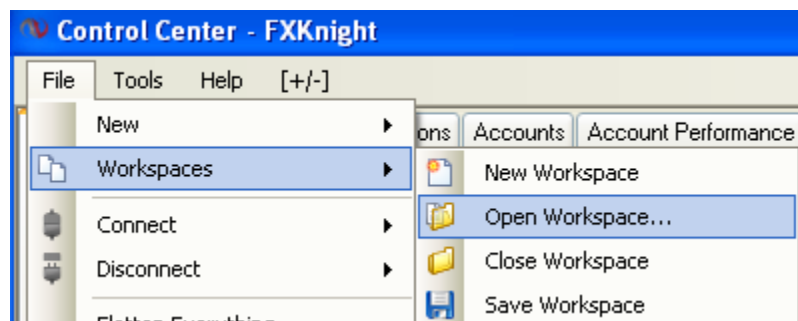 Control Center - FXKnight
File Tools Help [+/-]
New
ons Accounts Account Performance
Workspaces
New Workspace
Connect
Open Workspace...
Disconnect
Close Workspace
Save Workspace